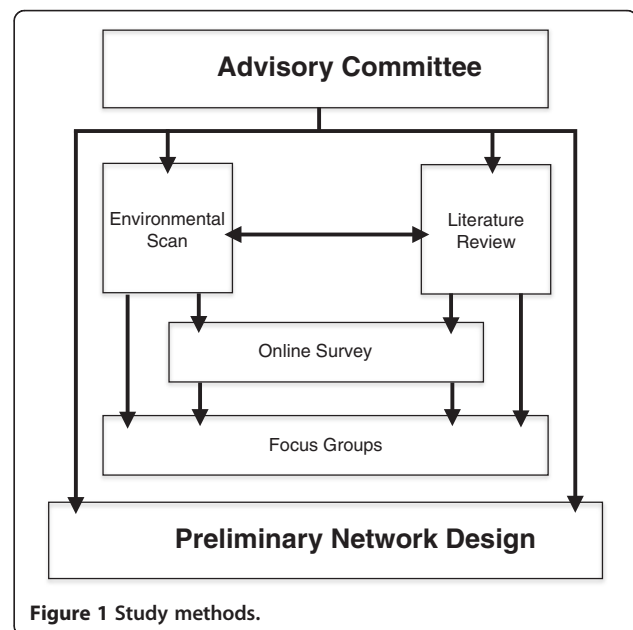 Advisory Committee
Environmental
Scan
Literature
Review
Online Survey
Focus Groups
Preliminary Network Design
Figure 1 Study methods.